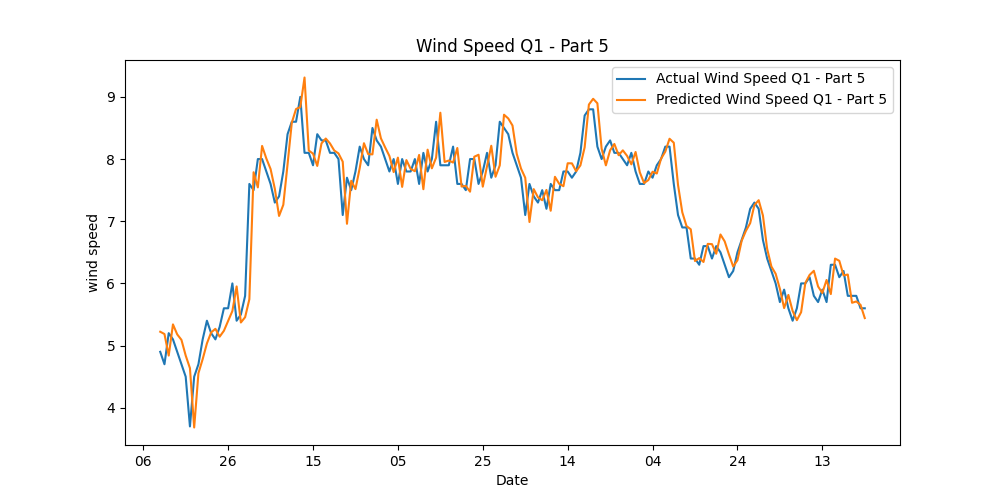 Wind Speed Q1 - Part 5
Actual Wind Speed Q1 - Part 5
Predicted Wind Speed Q1 - Part 5
wind speed
9
8
7
6
5
4
06 26 15 05 25 14 04 24 13
Date